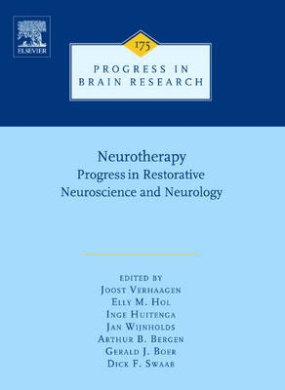 ELSEVIER
175
PROGRESS IN
BRAIN RESEARCH
Neurotherapy
Progress in Restorative
Neuroscience and Neurology
EDITED BY
JOOST VERHAAGEN
ELLY M. HOL
INGE HUITENGA
JAN WIJNHOLDS
ARTHUR B. BERGEN
GERALD J. BOER
DICK F. SWAAB